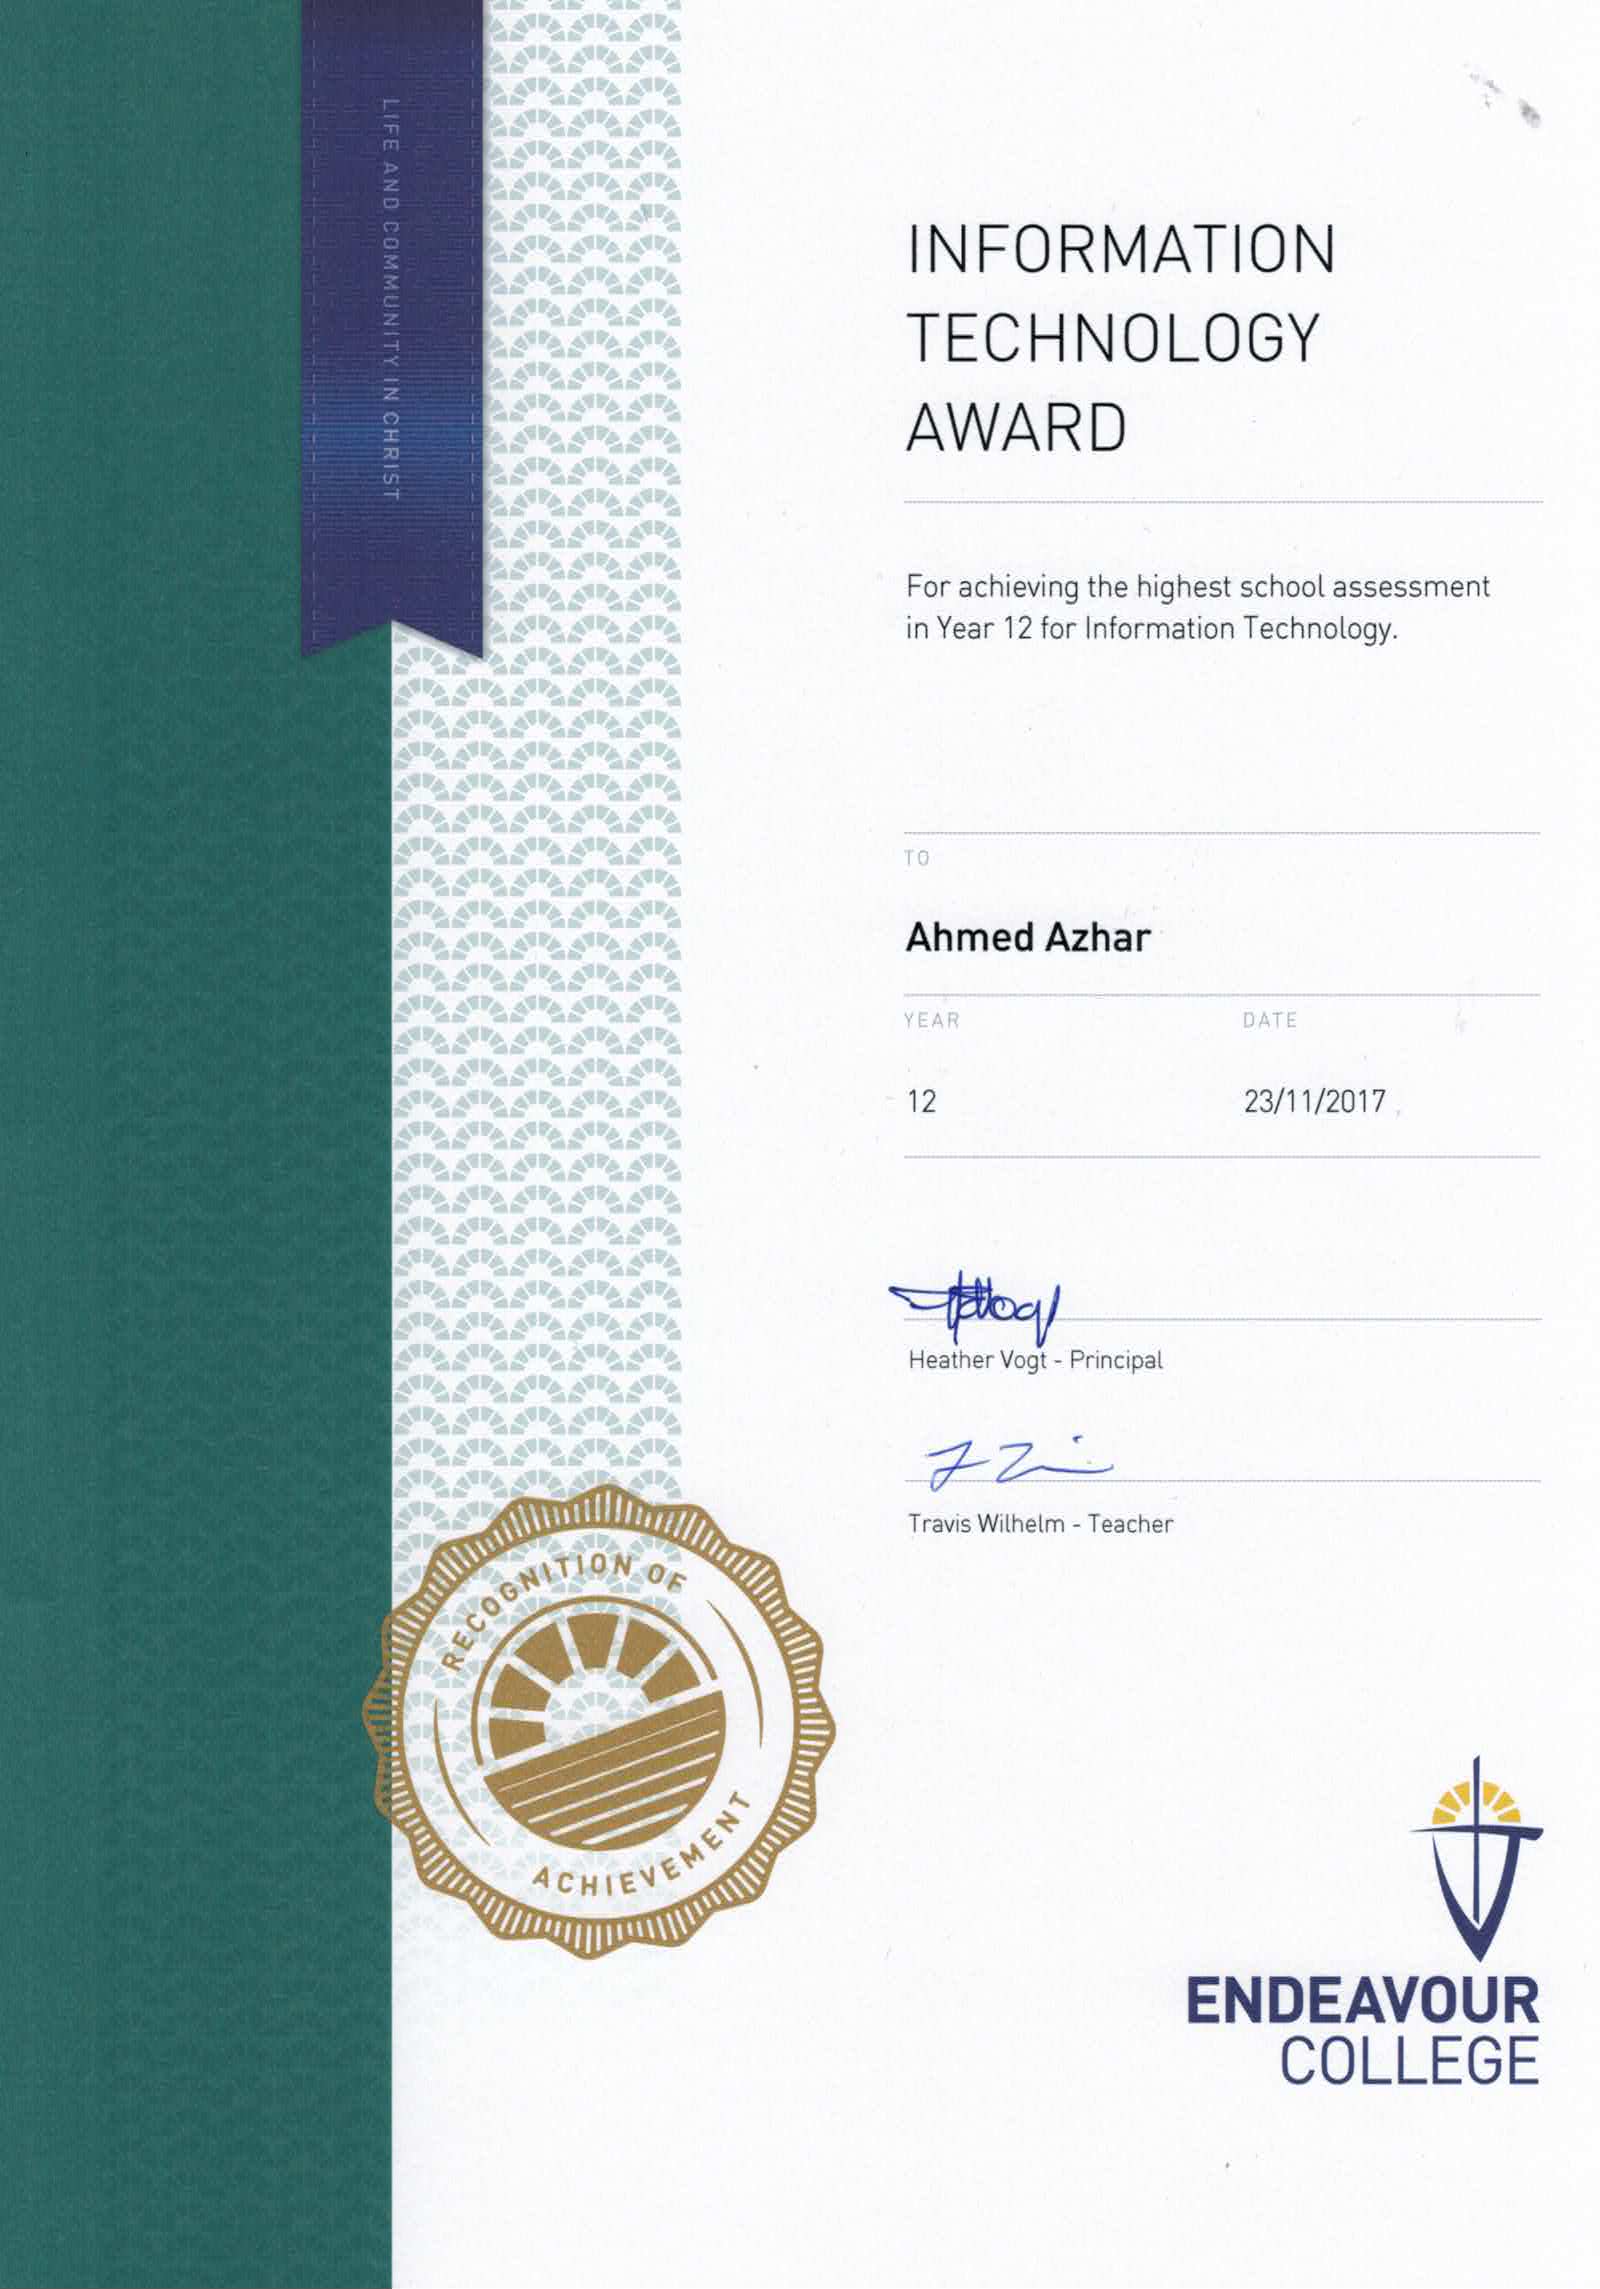 LIFE AND COMMUNITY IN CHRIST
INFORMATION
TECHNOLOGY
AWARD
For achieving the highest school assessment
in Year 12 for Information Technology.
TO
Ahmed Azhar
YEAR
DATE
12
23/11/2017
Heather Vogt - Principal
Travis Wilhelm - Teacher
RECOGNITION OF
ACHIEVEMENT
ENDEAVOUR
COLLEGE